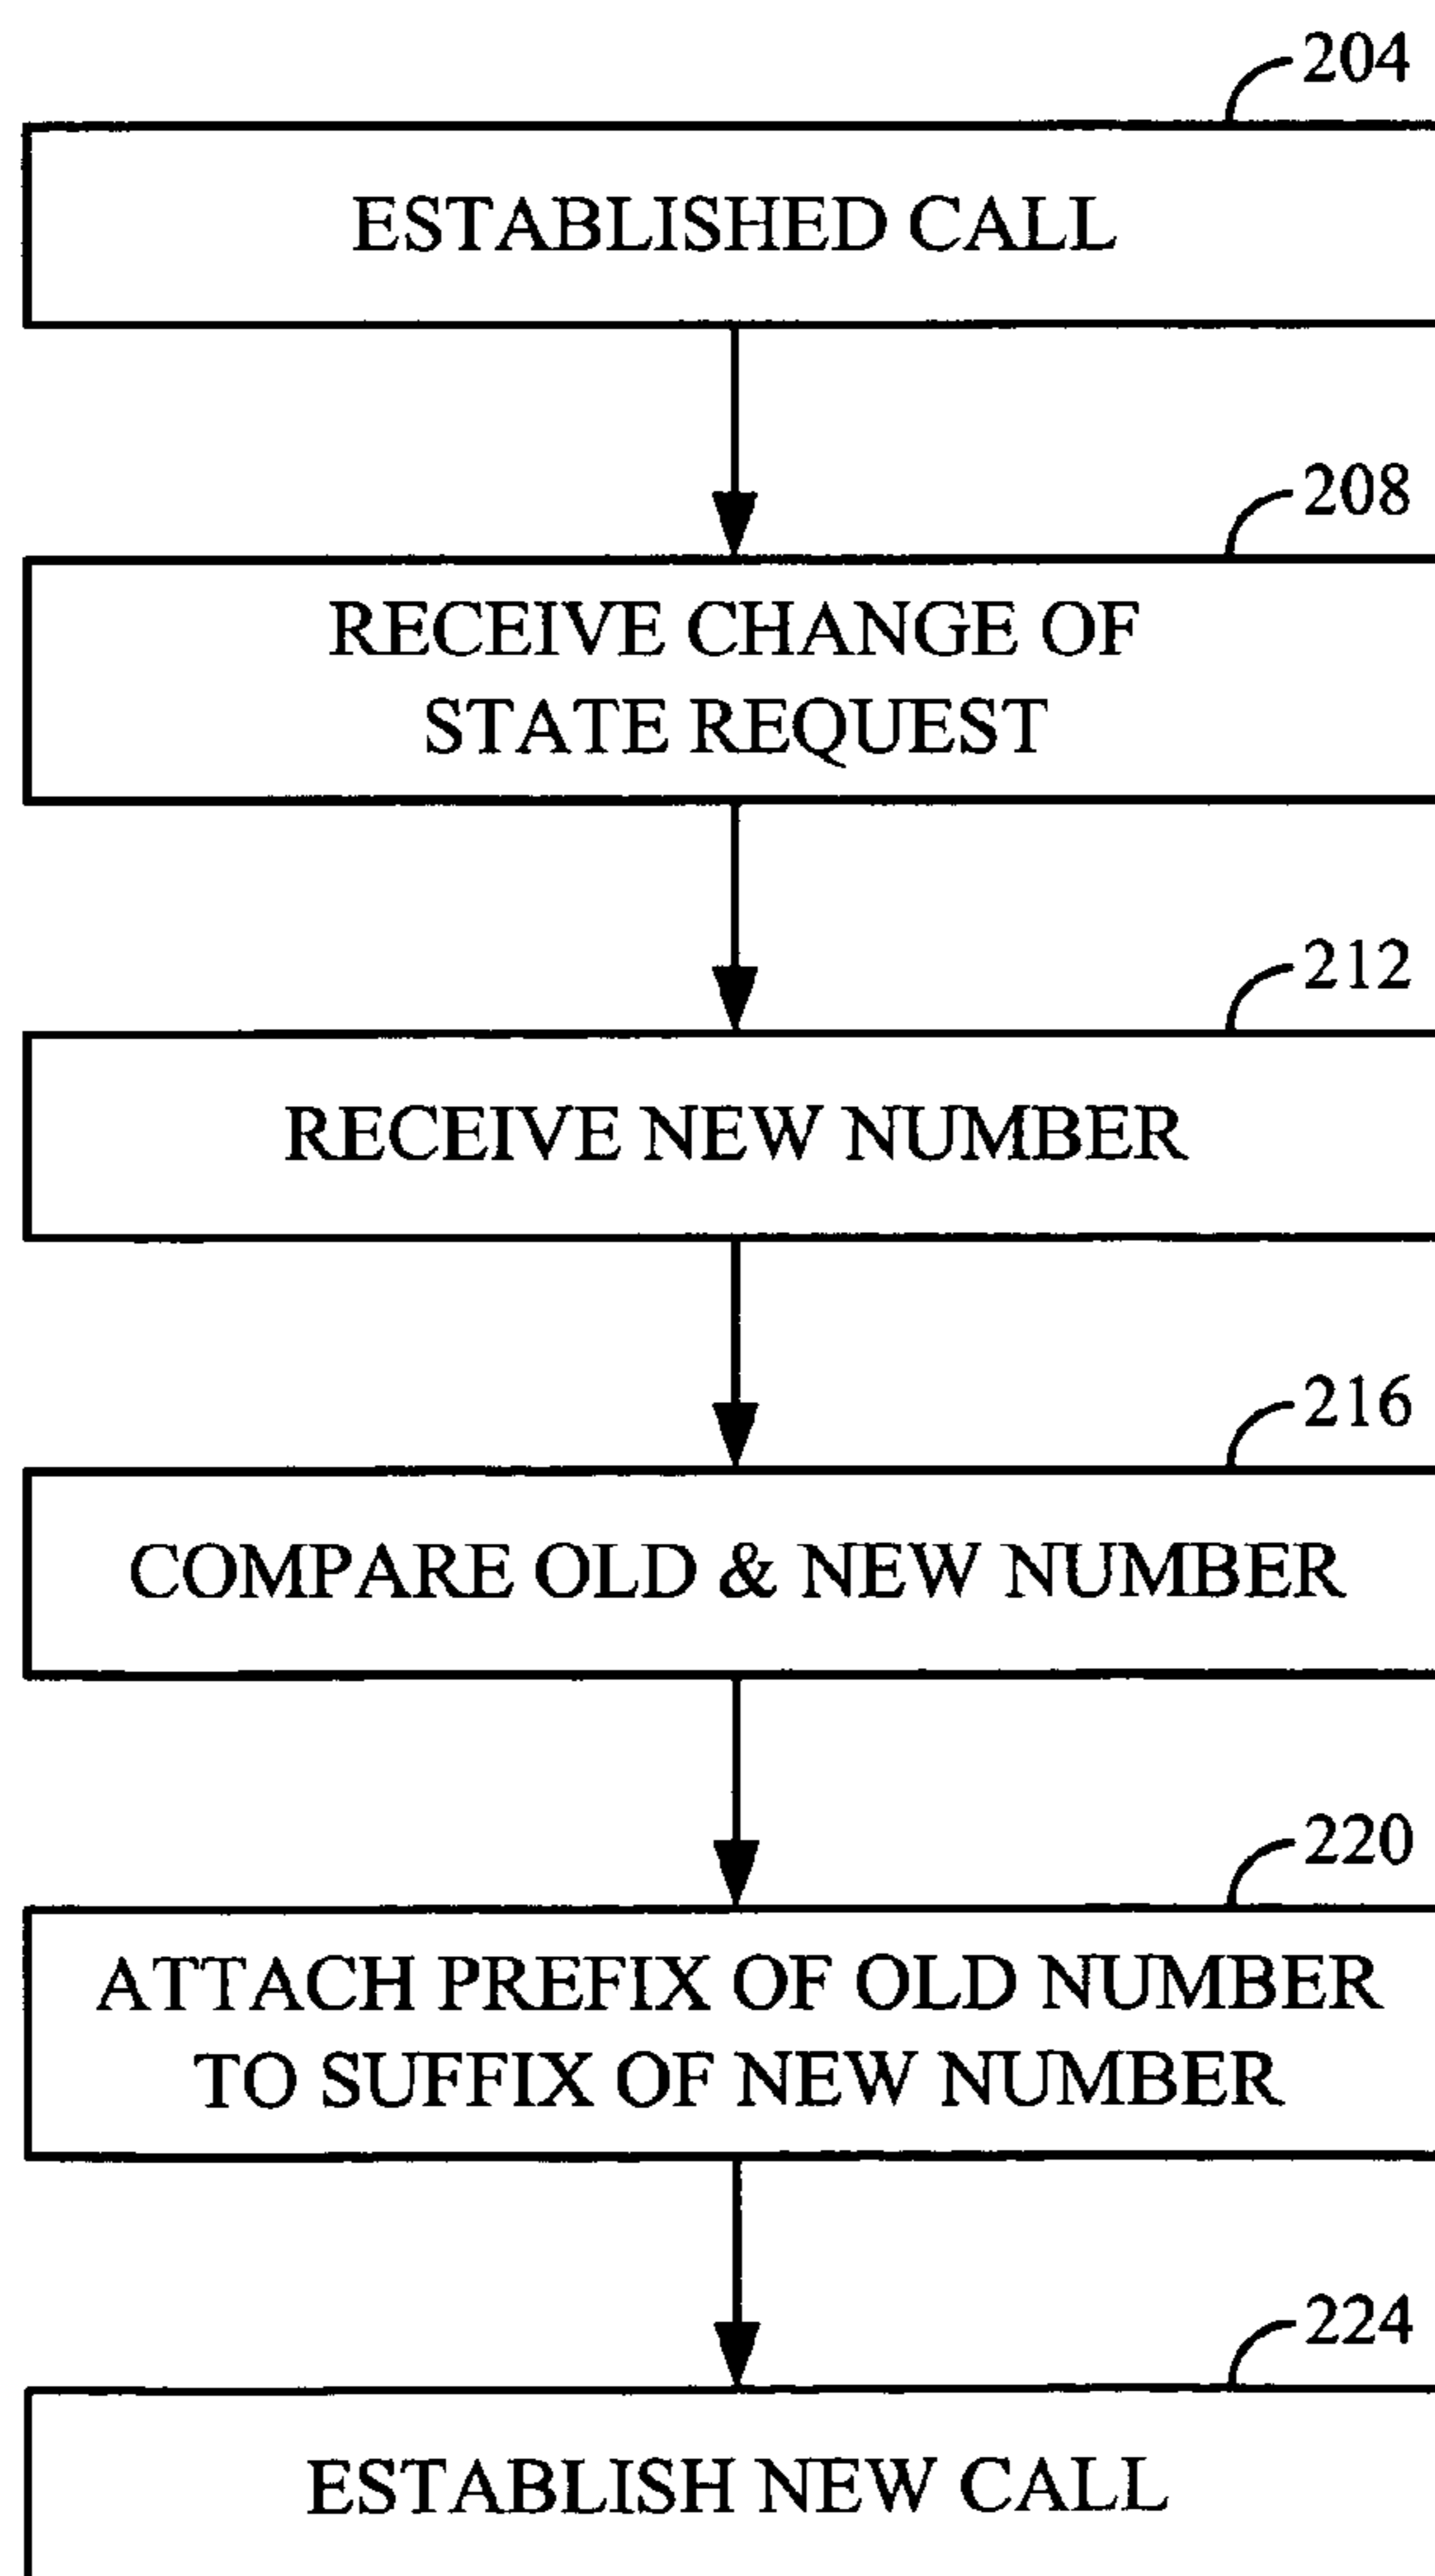 204
ESTABLISHED CALL
208
RECEIVE CHANGE OF
STATE REQUEST
212
RECEIVE NEW NUMBER
216
COMPARE OLD & NEW NUMBER
220
ATTACH PREFIX OF OLD NUMBER
TO SUFFIX OF NEW NUMBER
224
ESTABLISH NEW CALL